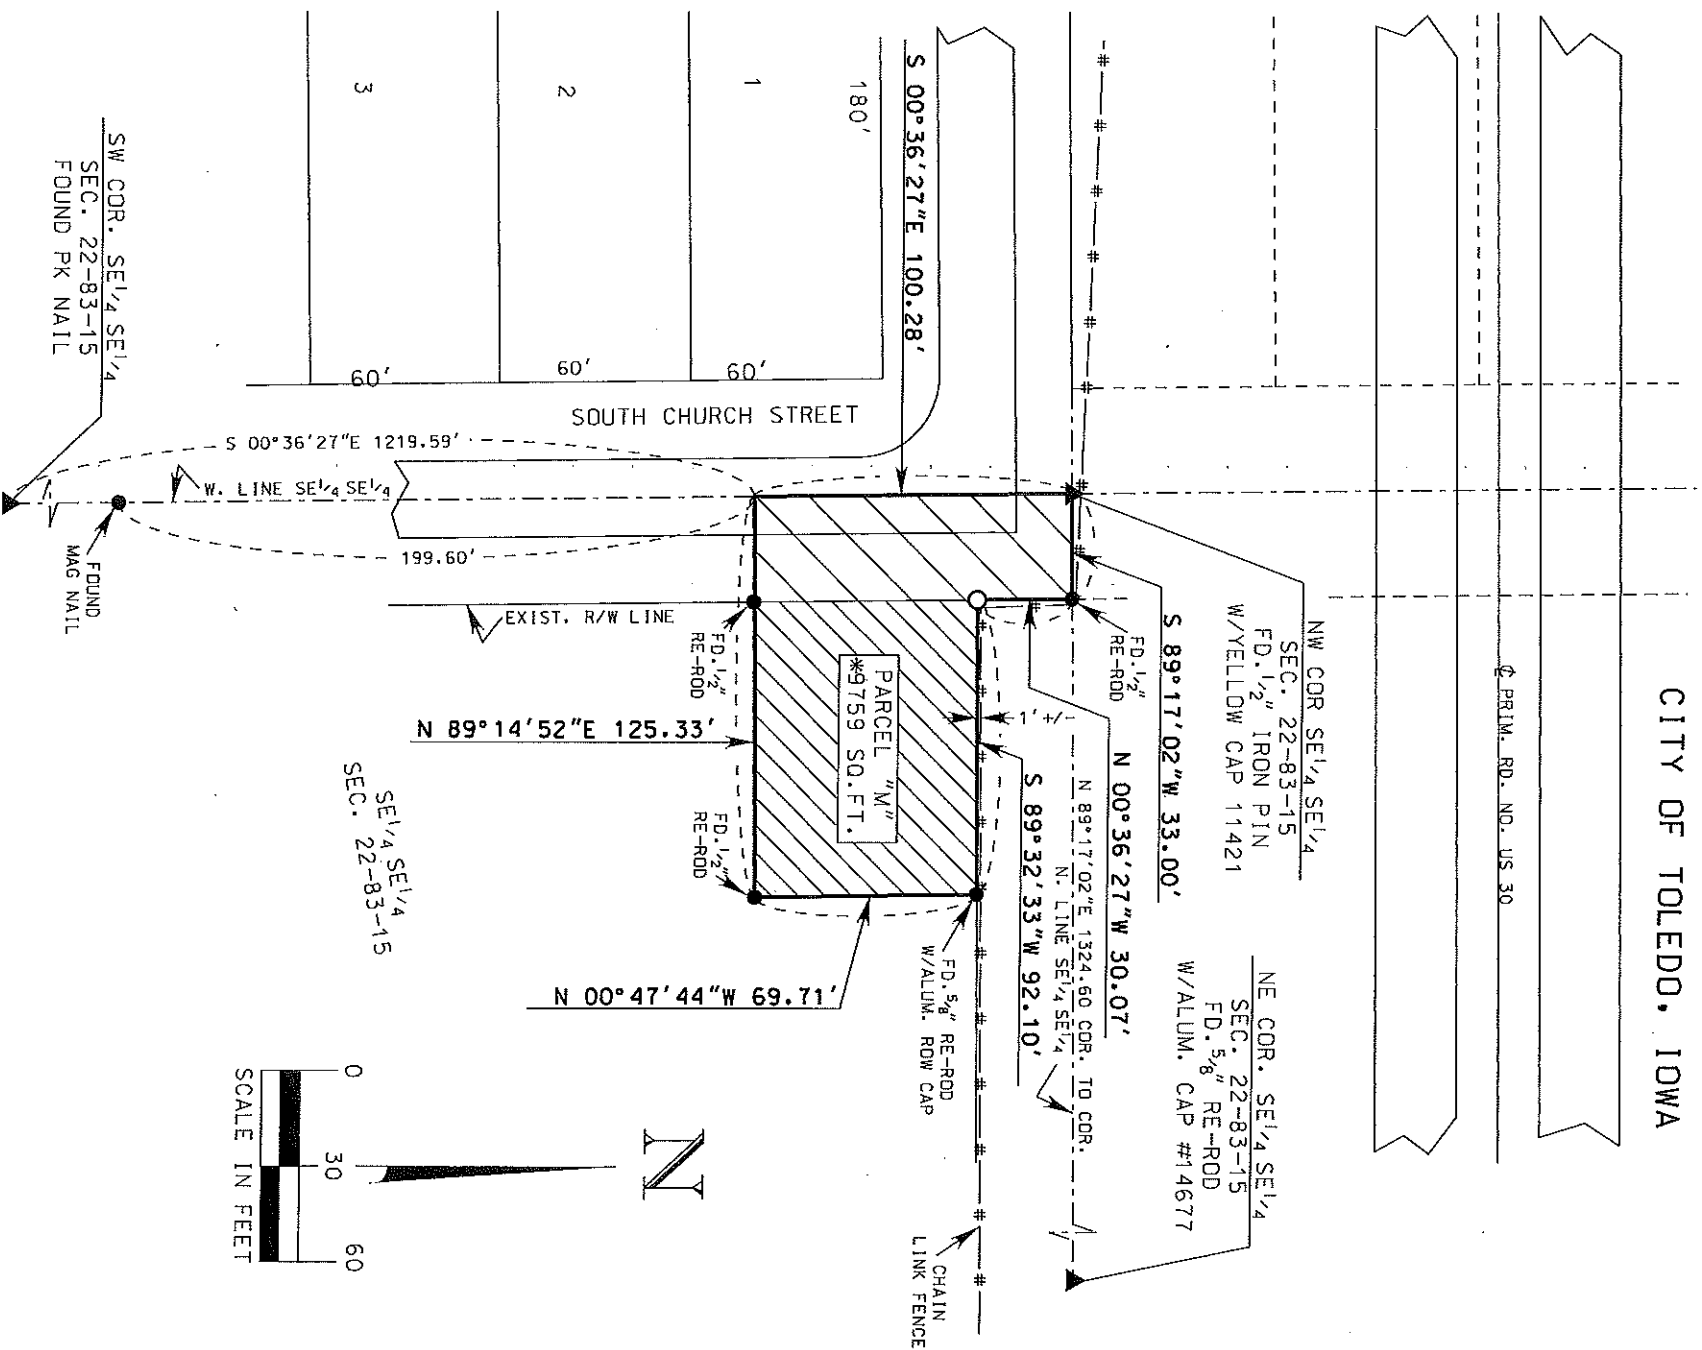 CITY OF TOLEDO, IOWA
℄ PRIM. RD. NO. US 30
NW COR SE1/4 SE1/4
SEC. 22-83-15
FD. 1/2" IRON PIN
W/YELLOW CAP 11421
NE COR. SE1/4 SE1/4
SEC. 22-83-15
FD. 5/8" RE-ROD
W/ALUM. CAP #14677
S 89°17'02"W 33.00'
FD. 1/2"
RE-ROD
N 00°36'27"W 30.07'
N 89°17'02"E 1324.60 COR. TO COR.
N. LINE SE1/4 SE1/4
S 89°32'33"W 92.10'
1' +/-
FD. 5/8" RE-ROD
W/ALUM. ROW CAP
CHAIN
LINK FENCE
S 00°36'27"E 100.28'
180'
1
2
3
60'
60'
60'
SOUTH CHURCH STREET
S 00°36'27"E 1219.59'
W. LINE SE1/4 SE1/4
199.60'
FOUND
MAG NAIL
EXIST. R/W LINE
PARCEL "M"
*9759 SQ.FT.
FD. 1/2"
RE-ROD
FD. 1/2"
RE-ROD
N 89°14'52"E 125.33'
N 00°47'44"W 69.71'
SE1/4 SE1/4
SEC. 22-83-15
SW COR. SE1/4 SE1/4
SEC. 22-83-15
FOUND PK NAIL
N
0 30 60
SCALE IN FEET